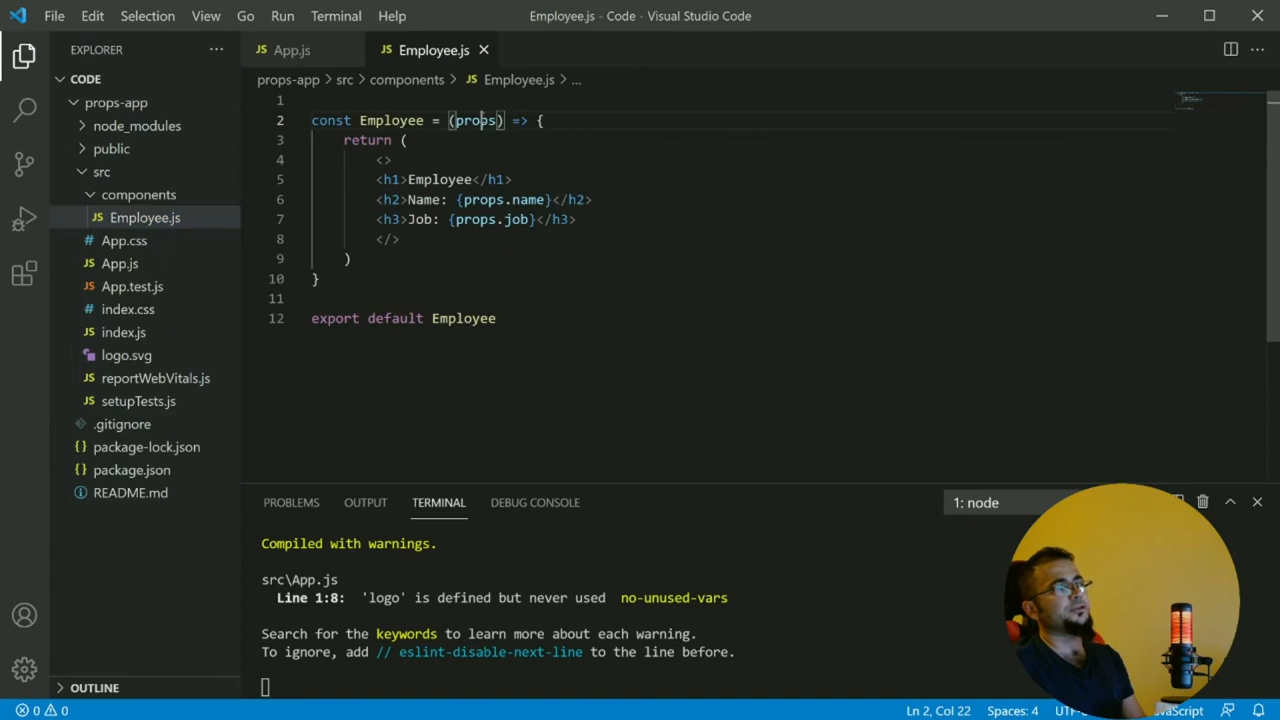 File Edit Selection View Go Run Terminal Help
Employee.js - Code - Visual Studio Code
EXPLORER
CODE
props-app
node_modules
public
src
components
JS Employee.js
# App.css
JS App.js
JS App.test.js
# index.css
JS index.js
logo.svg
JS reportWebVitals.js
JS setupTests.js
.gitignore
{} package-lock.json
{} package.json
README.md
OUTLINE
JS App.js JS Employee.js
props-app > src > components > JS Employee.js > ...
1
2 const Employee = (props) => {
3 return (
4 <>
5 <h1>Employee</h1>
6 <h2>Name: {props.name}</h2>
7 <h3>Job: {props.job}</h3>
8 </>
9 )
10 }
11
12 export default Employee
PROBLEMS OUTPUT TERMINAL DEBUG CONSOLE
1: node
Compiled with warnings.
src\App.js
Line 1:8: 'logo' is defined but never used no-unused-vars
Search for the keywords to learn more about each warning.
To ignore, add // eslint-disable-next-line to the line before.
0 0
Ln 2, Col 22 Spaces: 4